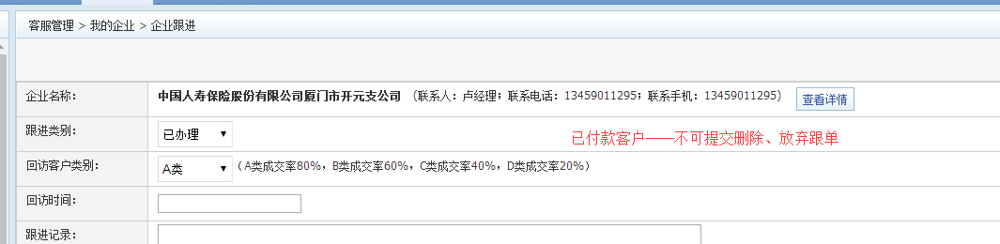 客服管理 > 我的企业 > 企业跟进
企业名称： 中国人寿保险股份有限公司厦门市开元支公司 （联系人：卢经理；联系电话：13459011295；联系手机：13459011295） 查看详情
跟进类别： 已办理 已付款客户——不可提交删除、放弃跟单
回访客户类别： A类 （A类成交率80%，B类成交率60%，C类成交率40%，D类成交率20%）
回访时间：
跟进记录：